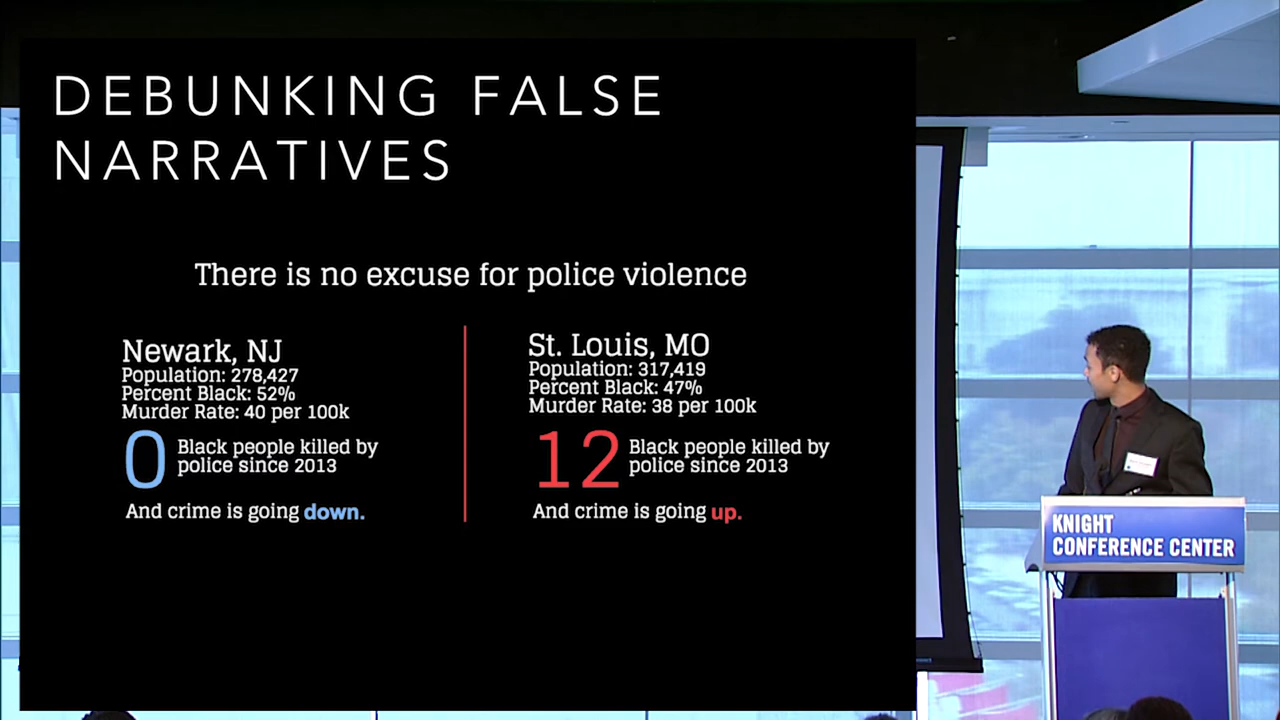 DEBUNKING FALSE
NARRATIVES
There is no excuse for police violence
Newark, NJ
Population: 278,427
Percent Black: 52%
Murder Rate: 40 per 100k
0 Black people killed by
police since 2013
And crime is going down.
St. Louis, MO
Population: 317,419
Percent Black: 47%
Murder Rate: 38 per 100k
12 Black people killed by
police since 2013
And crime is going up.
KNIGHT
CONFERENCE CENTER